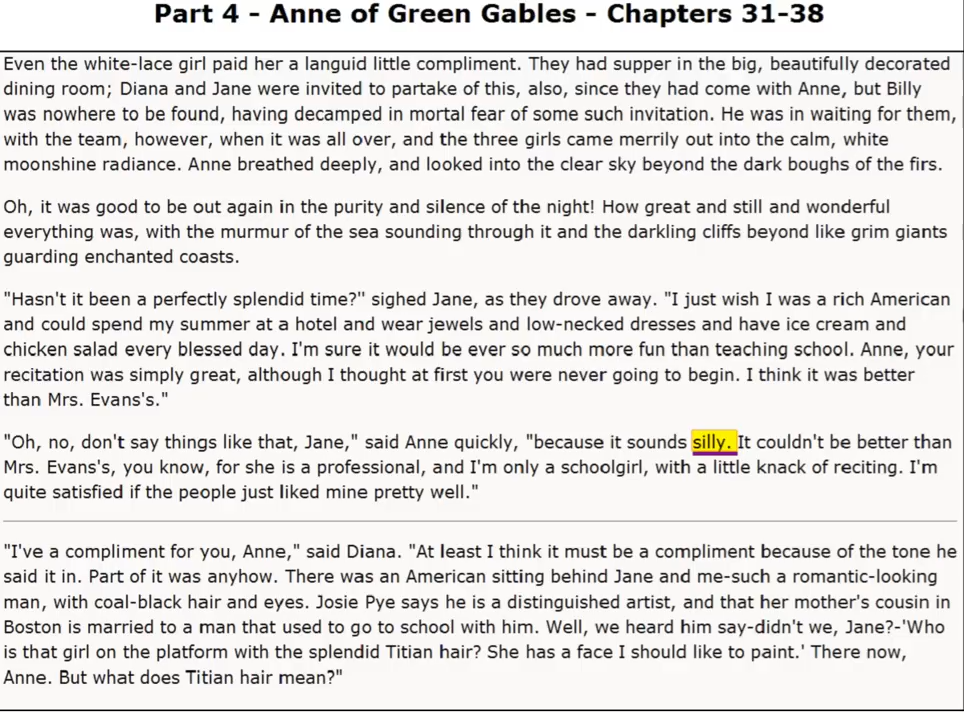 Part 4 - Anne of Green Gables - Chapters 31-38
Even the white-lace girl paid her a languid little compliment. They had supper in the big, beautifully decorated
dining room; Diana and Jane were invited to partake of this, also, since they had come with Anne, but Billy
was nowhere to be found, having decamped in mortal fear of some such invitation. He was in waiting for them,
with the team, however, when it was all over, and the three girls came merrily out into the calm, white
moonshine radiance. Anne breathed deeply, and looked into the clear sky beyond the dark boughs of the firs.
Oh, it was good to be out again in the purity and silence of the night! How great and still and wonderful
everything was, with the murmur of the sea sounding through it and the darkling cliffs beyond like grim giants
guarding enchanted coasts.
"Hasn't it been a perfectly splendid time?" sighed Jane, as they drove away. "I just wish I was a rich American
and could spend my summer at a hotel and wear jewels and low-necked dresses and have ice cream and
chicken salad every blessed day. I'm sure it would be ever so much more fun than teaching school. Anne, your
recitation was simply great, although I thought at first you were never going to begin. I think it was better
than Mrs. Evans's."
"Oh, no, don't say things like that, Jane," said Anne quickly, "because it sounds silly. It couldn't be better than
Mrs. Evans's, you know, for she is a professional, and I'm only a schoolgirl, with a little knack of reciting. I'm
quite satisfied if the people just liked mine pretty well."
"I've a compliment for you, Anne," said Diana. "At least I think it must be a compliment because of the tone he
said it in. Part of it was anyhow. There was an American sitting behind Jane and me-such a romantic-looking
man, with coal-black hair and eyes. Josie Pye says he is a distinguished artist, and that her mother's cousin in
Boston is married to a man that used to go to school with him. Well, we heard him say-didn't we, Jane?-'Who
is that girl on the platform with the splendid Titian hair? She has a face I should like to paint.' There now,
Anne. But what does Titian hair mean?"